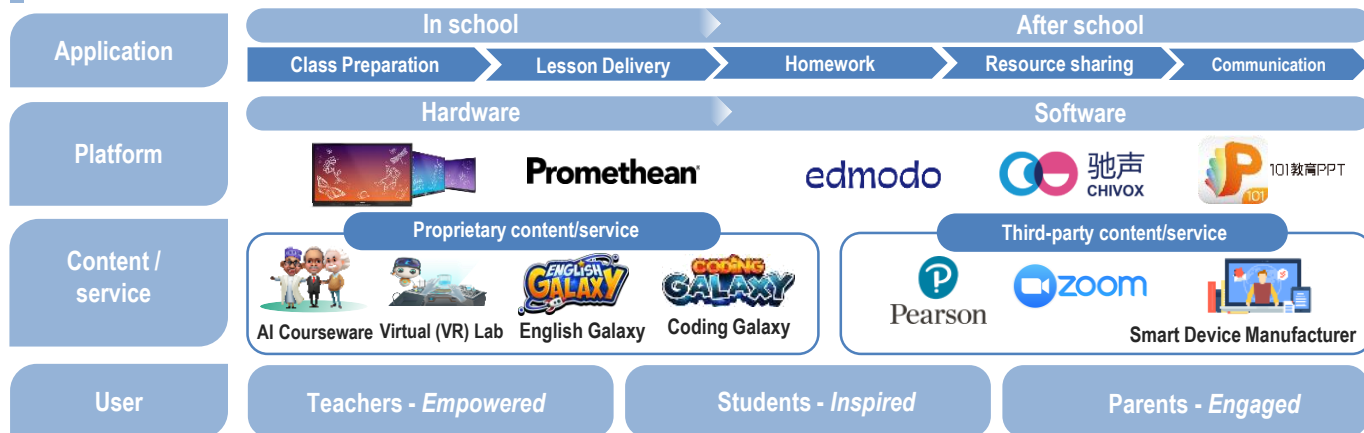 Application
In school
After school
Class Preparation
Lesson Delivery
Homework
Resource sharing
Communication
Platform
Hardware
Software
Promethean
edmodo
驰声
CHIVOX
P
101
101教育PPT
Content /
service
Proprietary content/service
AI Courseware
Virtual (VR) Lab
ENGLISH
GALAXY
English Galaxy
CODING
GALAXY
Coding Galaxy
Third-party content/service
P
Pearson
zoom
Smart Device Manufacturer
User
Teachers - Empowered
Students - Inspired
Parents - Engaged